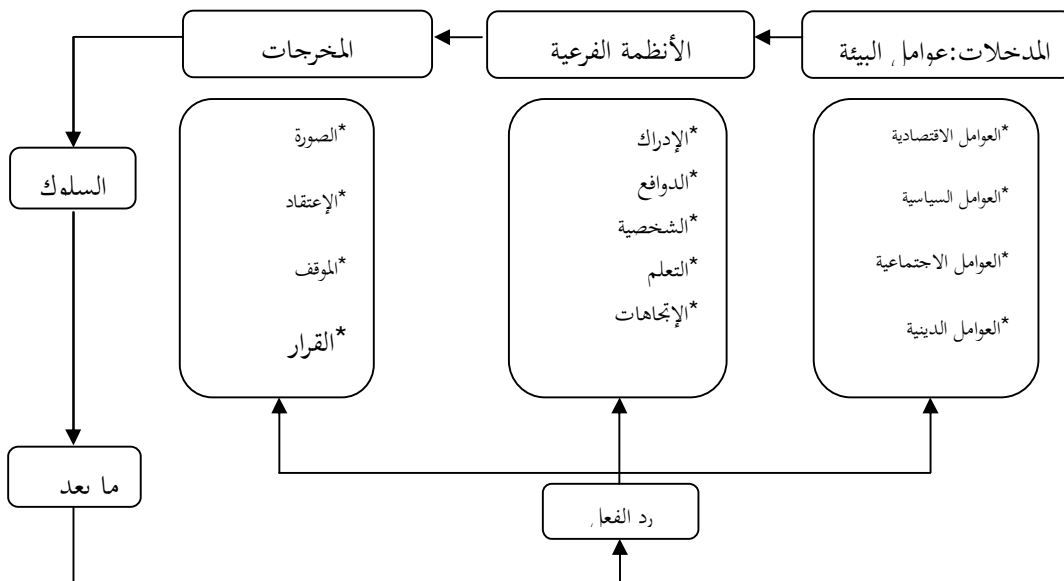 المدخلات:عوامل البيئة
الأنظمة الفرعية
المخرجات
*العوامل الاقتصادية
*العوامل السياسية
*العوامل الاجتماعية
*العوامل الدينية
*الإدراك
*الدوافع
*الشخصية
*التعلم
*الإتجاهات
*الصورة
*الإعتقاد
*الموقف
*القرار
السلوك
ما بعد
رد الفعل